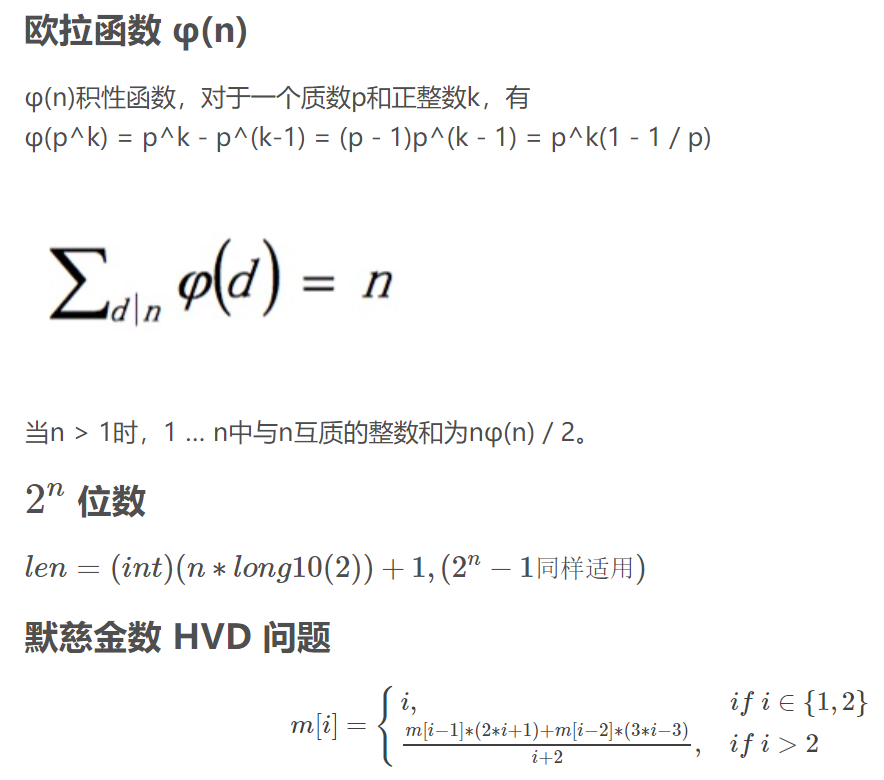 欧拉函数 φ(n)
φ(n)积性函数，对于一个质数p和正整数k，有
φ(p^k) = p^k - p^(k-1) = (p - 1)p^(k - 1) = p^k(1 - 1 / p)
∑_{d|n} φ(d) = n
当n > 1时，1 … n中与n互质的整数和为nφ(n) / 2。
2^n 位数
len = (int)(n ∗ long10(2)) + 1, (2^n − 1同样适用)
默慈金数 HVD 问题
m[i] = { i, if i ∈ {1, 2}
(m[i−1]∗(2∗i+1)+m[i−2]∗(3∗i−3))/(i+2), if i > 2